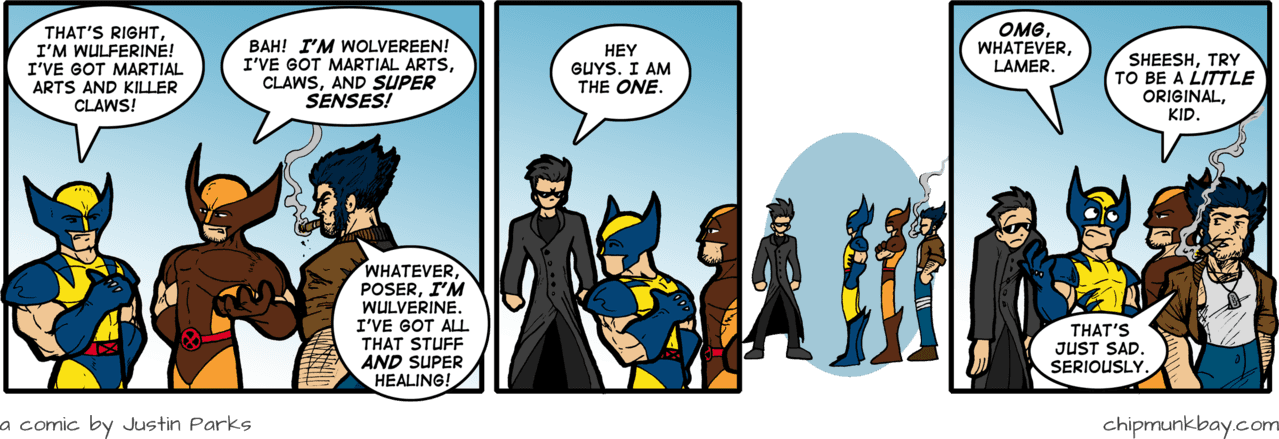 THAT'S RIGHT,
I'M WULFERINE!
I'VE GOT MARTIAL
ARTS AND KILLER
CLAWS!
BAH! I'M WOLVEREEN!
I'VE GOT MARTIAL ARTS,
CLAWS, AND SUPER
SENSES!
WHATEVER,
POSER, I'M
WULVERINE.
I'VE GOT ALL
THAT STUFF
AND SUPER
HEALING!
HEY
GUYS. I AM
THE ONE.
OMG,
WHATEVER,
LAMER.
SHEESH, TRY
TO BE A LITTLE
ORIGINAL,
KID.
THAT'S
JUST SAD.
SERIOUSLY.
a comic by Justin Parks
chipmunkbay.com